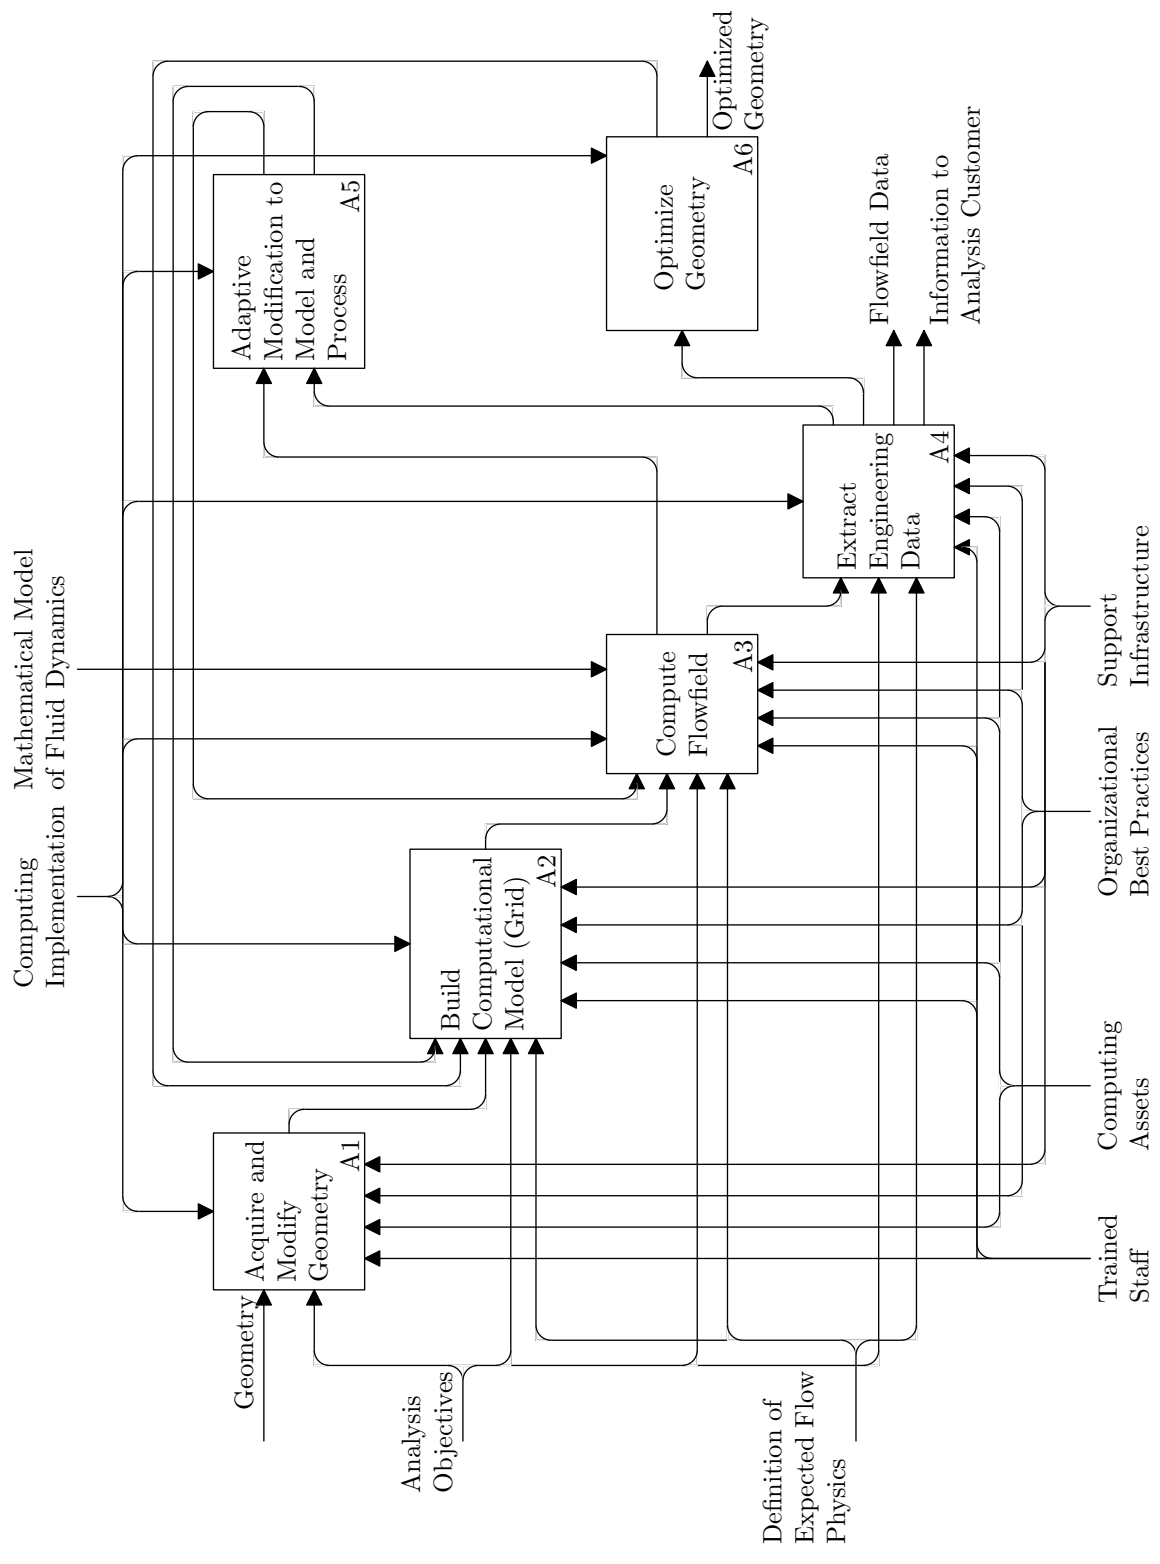 Computing
Implementation
Mathematical Model
of Fluid Dynamics
Geometry
Analysis
Objectives
Definition of
Expected Flow
Physics
Acquire and
Modify
Geometry
A1
Build
Computational
Model (Grid)
A2
Compute
Flowfield
A3
Extract
Engineering
Data
A4
Adaptive
Modification to
Model and
Process
A5
Optimize
Geometry
A6
Optimized
Geometry
Flowfield Data
Information to
Analysis Customer
Trained
Staff
Computing
Assets
Organizational
Best Practices
Support
Infrastructure